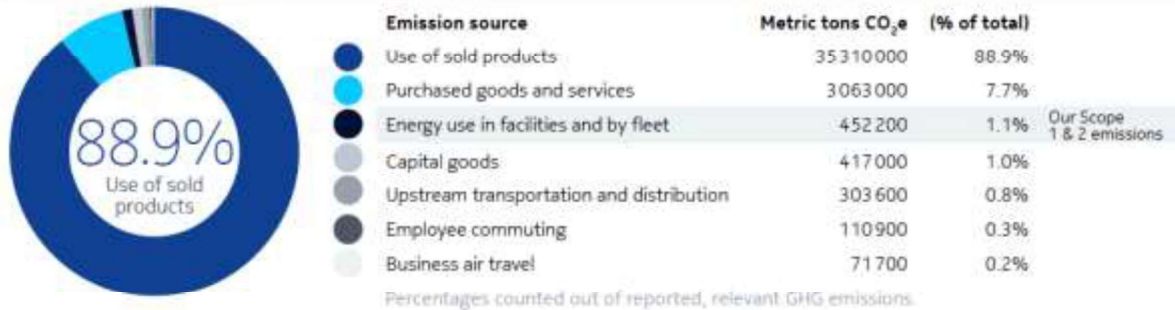 88.9%
Use of sold
products
Emission source Metric tons CO₂e (% of total)
Use of sold products 35310000 88.9%
Purchased goods and services 3063000 7.7%
Energy use in facilities and by fleet 452200 1.1% Our Scope
1 & 2 emissions
Capital goods 417000 1.0%
Upstream transportation and distribution 303600 0.8%
Employee commuting 110900 0.3%
Business air travel 71700 0.2%
Percentages counted out of reported, relevant GHG emissions.